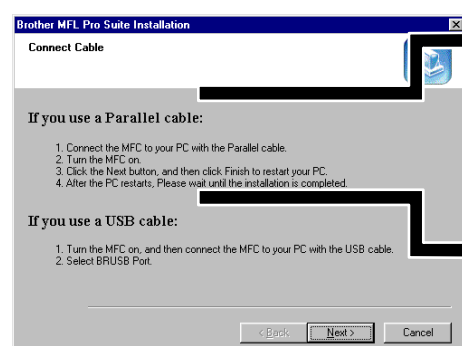 Brother MFL Pro Suite Installation
Connect Cable
If you use a Parallel cable:
1. Connect the MFC to your PC with the Parallel cable.
2. Turn the MFC on.
3. Click the Next button, and then click Finish to restart your PC.
4. After the PC restarts, Please wait until the installation is completed.
If you use a USB cable:
1. Turn the MFC on, and then connect the MFC to your PC with the USB cable.
2. Select BRUSB Port.
< Back Next > Cancel